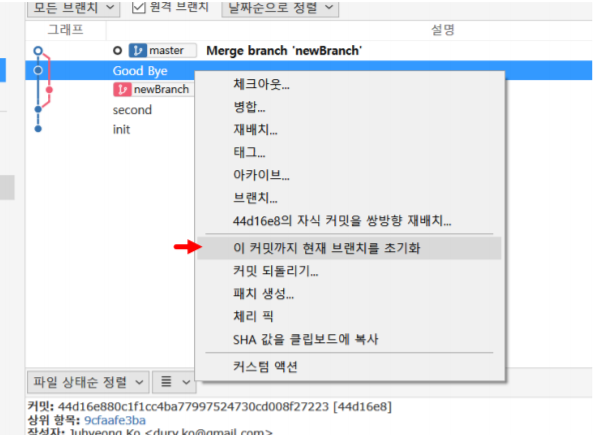 모든 브랜치 원격 브랜치 날짜순으로 정렬
그래프 설명
master Merge branch 'newBranch'
Good Bye
newBranch
second
init
체크아웃...
병합...
재배치...
태그...
아카이브...
브랜치...
44d16e8의 자식 커밋을 쌍방향 재배치...
이 커밋까지 현재 브랜치를 초기화
커밋 되돌리기...
패치 생성...
체리 픽
SHA 값을 클립보드에 복사
커스텀 액션
파일 상태순 정렬
커밋: 44d16e880c1f1cc4ba77997524730cd008f27223 [44d16e8]
상위 항목: 9cfaafe3ba
작성자: Juhyeong Ko <dury.ko@gmail.com>